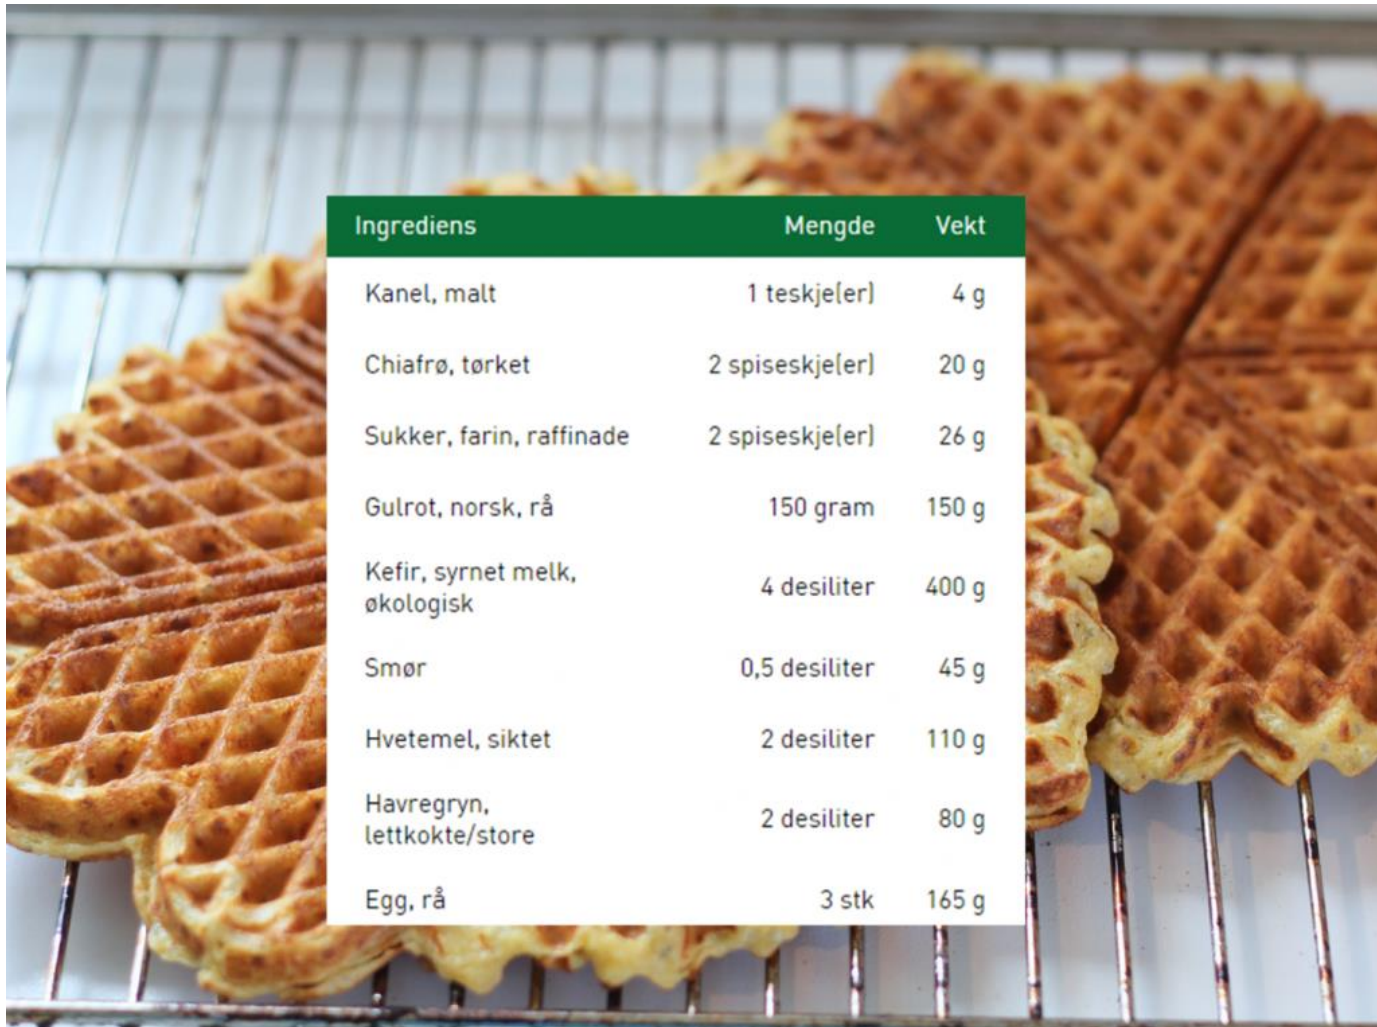 Ingrediens Mengde Vekt
Kanel, malt 1 teskje(er) 4 g
Chiafrø, tørket 2 spiseskje(er) 20 g
Sukker, farin, raffinade 2 spiseskje(er) 26 g
Gulrot, norsk, rå 150 gram 150 g
Kefir, syrnet melk,
økologisk 4 desiliter 400 g
Smør 0,5 desiliter 45 g
Hvetemel, siktet 2 desiliter 110 g
Havregryn,
lettkokte/store 2 desiliter 80 g
Egg, rå 3 stk 165 g